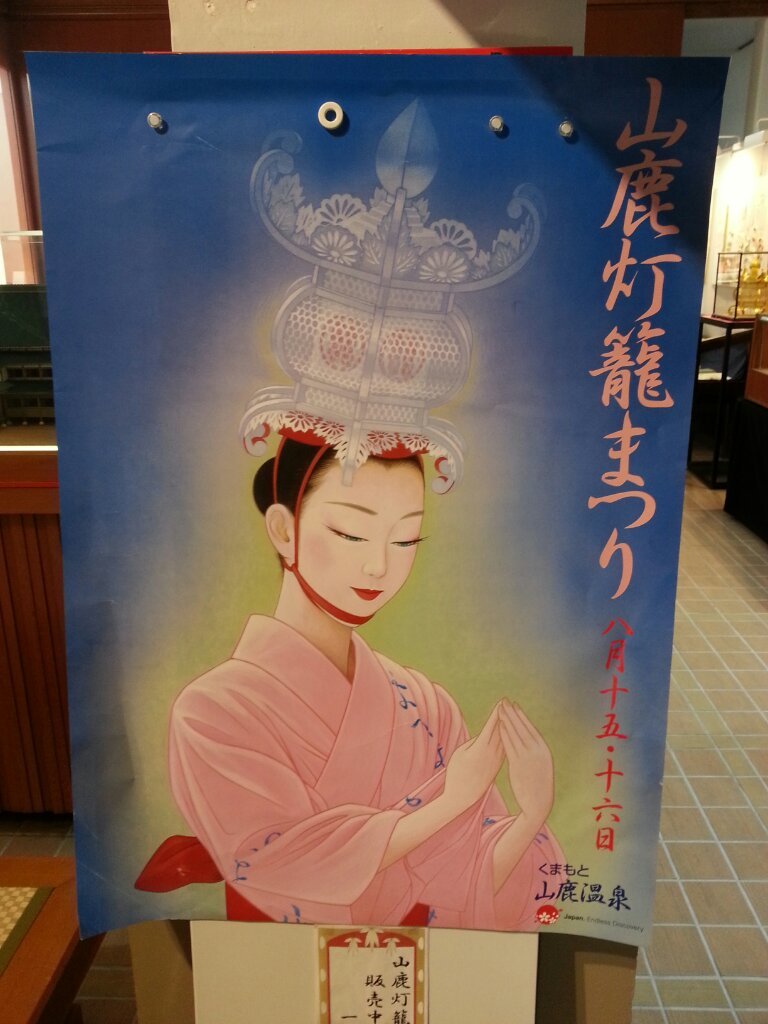 山鹿灯籠まつり
八月十五・十六日
くまもと
山鹿温泉
Japan. Endless Discovery
山鹿灯籠
販売中
一